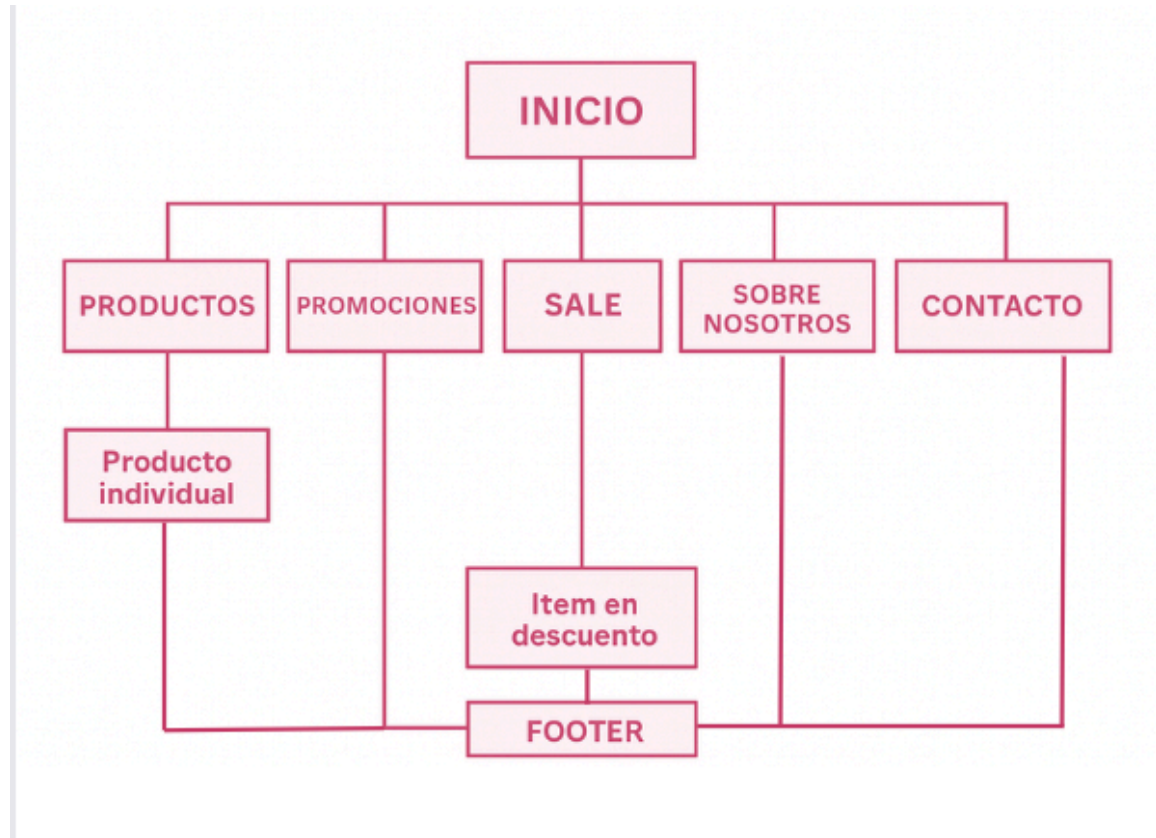 INICIO
PRODUCTOS
PROMOCIONES
SALE
SOBRE
NOSOTROS
CONTACTO
Producto
individual
Item en
descuento
FOOTER